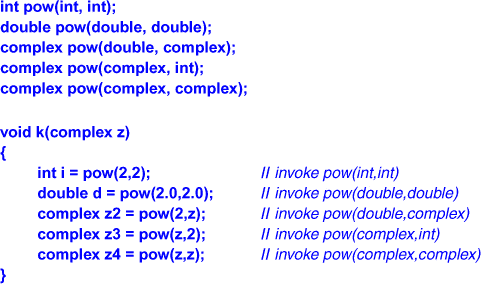 int pow(int, int);
double pow(double, double);
complex pow(double, complex);
complex pow(complex, int);
complex pow(complex, complex);
void k(complex z)
{
int i = pow(2,2); // invoke pow(int,int)
double d = pow(2.0,2.0); // invoke pow(double,double)
complex z2 = pow(2,z); // invoke pow(double,complex)
complex z3 = pow(z,2); // invoke pow(complex,int)
complex z4 = pow(z,z); // invoke pow(complex,complex)
}